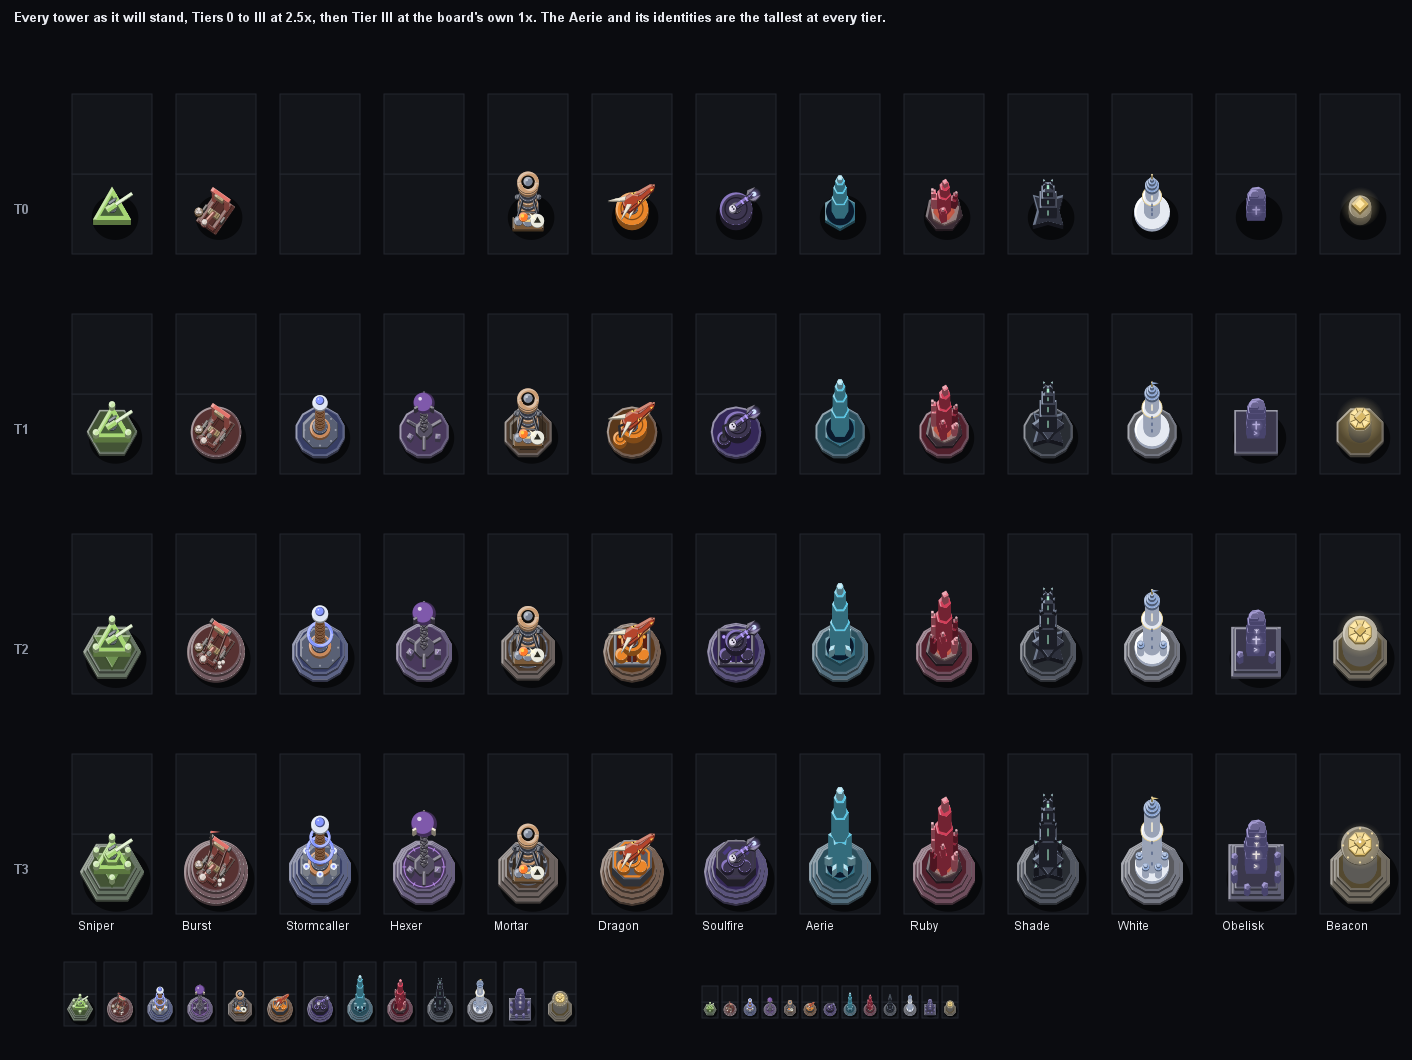 Every tower as it will stand, Tiers 0 to III at 2.5x, then Tier III at the board's own 1x. The Aerie and its identities are the tallest at every tier.
T0
T1
T2
T3
Sniper Burst Stormcaller Hexer Mortar Dragon Soulfire Aerie Ruby Shade White Obelisk Beacon